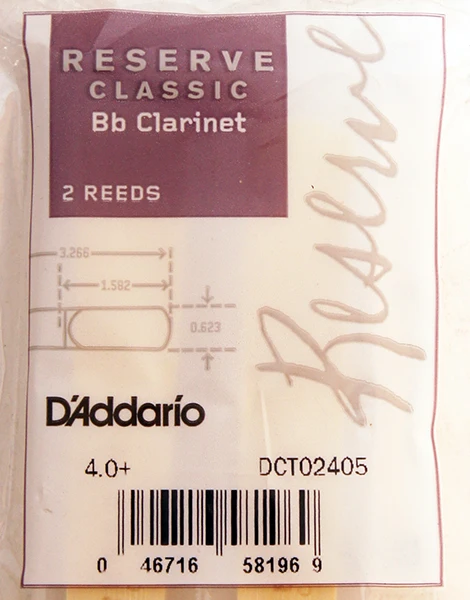 RESERVE
CLASSIC
Bb Clarinet
2 REEDS
Reserve
3.266
1.582
0.623
D'Addario
4.0+ DCT02405
0 46716 58196 9